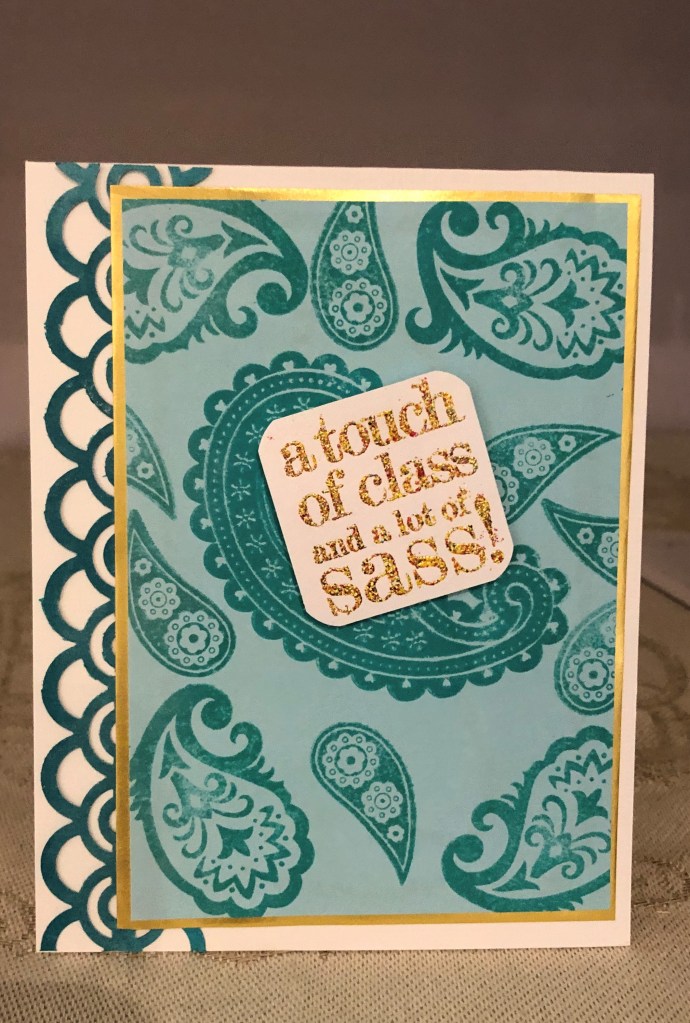 a touch
of class
and a lot of
sass!